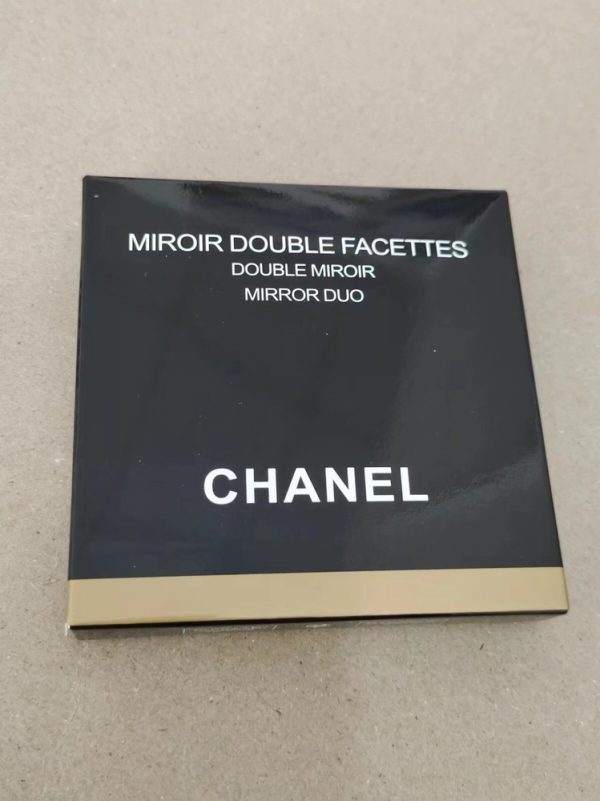 MIROIR DOUBLE FACETTES
DOUBLE MIROIR
MIRROR DUO
CHANEL